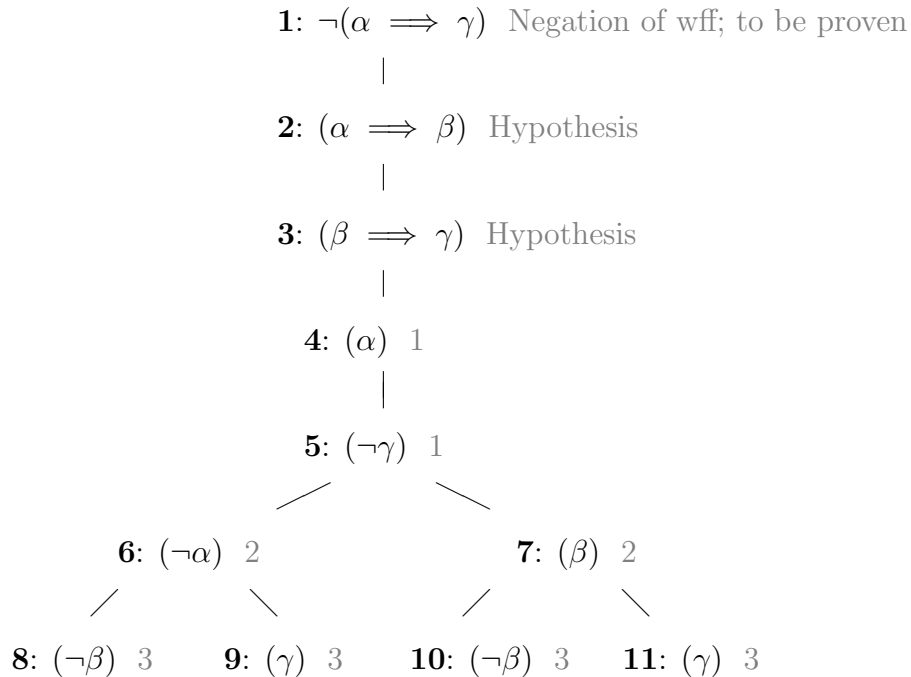 1: ¬(α ⟹ γ) Negation of wff; to be proven
2: (α ⟹ β) Hypothesis
3: (β ⟹ γ) Hypothesis
4: (α) 1
5: (¬γ) 1
6: (¬α) 2 7: (β) 2
8: (¬β) 3 9: (γ) 3 10: (¬β) 3 11: (γ) 3